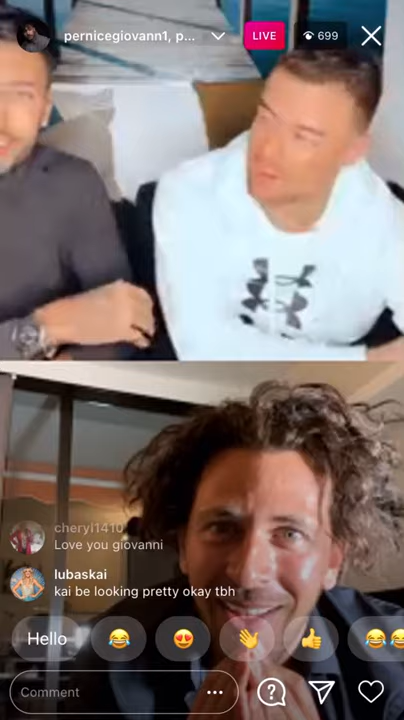 pernicegiovann1, p...
LIVE
699
cheryl1410
Love you giovanni
lubaskai
kai be looking pretty okay tbh
Hello
Comment